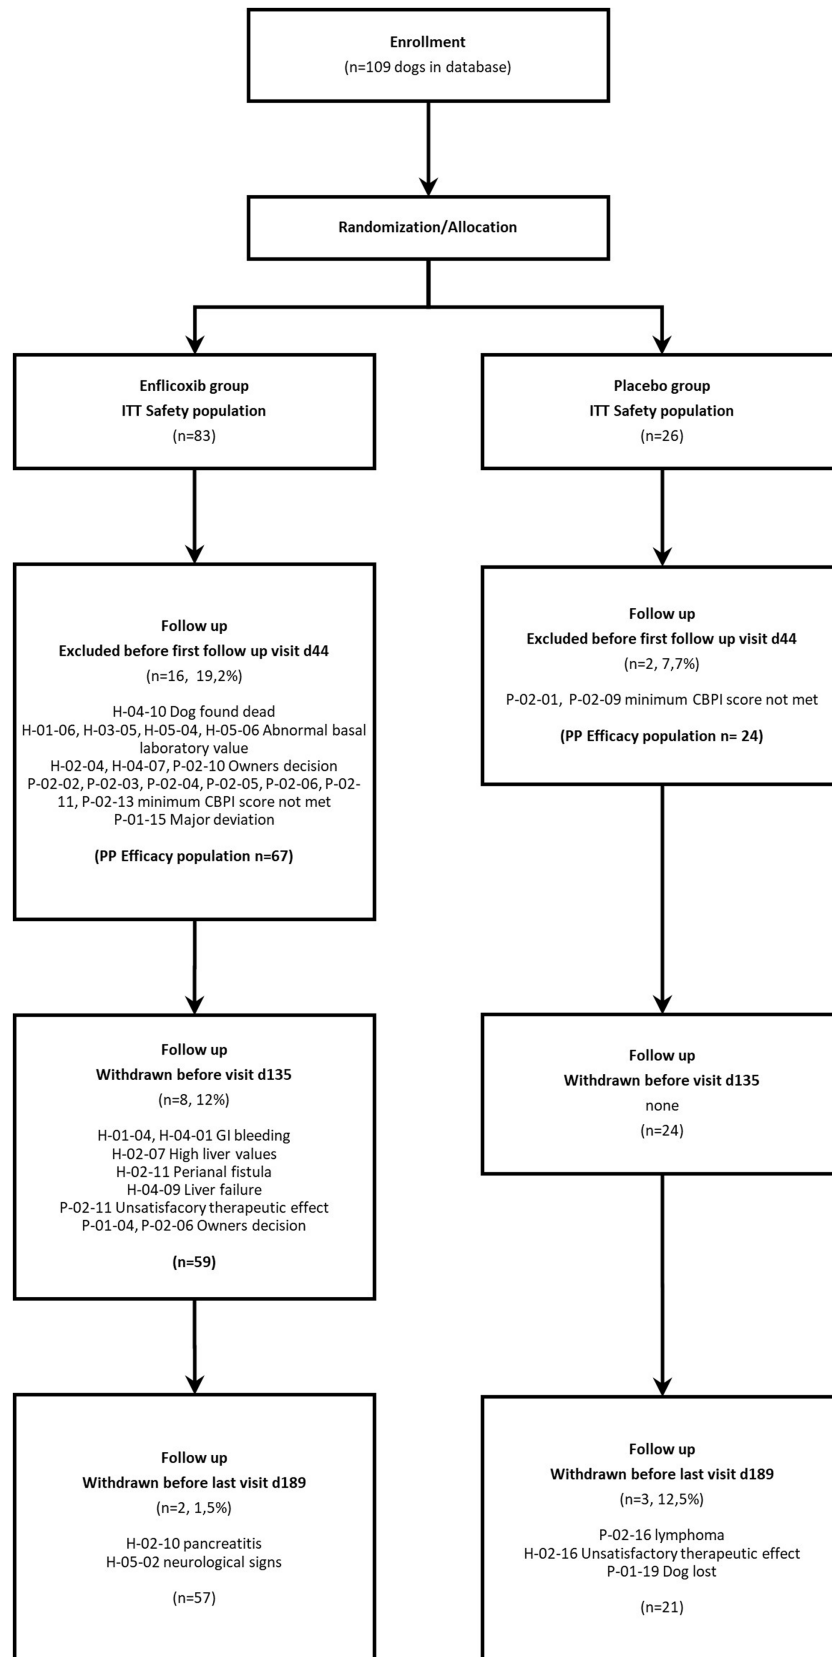 Enrollment
(n=109 dogs in database)
Randomization/Allocation
Enflicoxib group
ITT Safety population
(n=83)
Placebo group
ITT Safety population
(n=26)
Follow up
Excluded before first follow up visit d44
(n=16, 19,2%)
H-04-10 Dog found dead
H-01-06, H-03-05, H-05-04, H-05-06 Abnormal basal
laboratory value
H-02-04, H-04-07, P-02-10 Owners decision
P-02-02, P-02-03, P-02-04, P-02-05, P-02-06, P-02-
11, P-02-13 minimum CBPI score not met
P-01-15 Major deviation
(PP Efficacy population n=67)
Follow up
Excluded before first follow up visit d44
(n=2, 7,7%)
P-02-01, P-02-09 minimum CBPI score not met
(PP Efficacy population n= 24)
Follow up
Withdrawn before visit d135
(n=8, 12%)
H-01-04, H-04-01 GI bleeding
H-02-07 High liver values
H-02-11 Perianal fistula
H-04-09 Liver failure
P-02-11 Unsatisfacory therapeutic effect
P-01-04, P-02-06 Owners decision
(n=59)
Follow up
Withdrawn before visit d135
none
(n=24)
Follow up
Withdrawn before last visit d189
(n=2, 1,5%)
H-02-10 pancreatitis
H-05-02 neurological signs
(n=57)
Follow up
Withdrawn before last visit d189
(n=3, 12,5%)
P-02-16 lymphoma
H-02-16 Unsatisfactory therapeutic effect
P-01-19 Dog lost
(n=21)